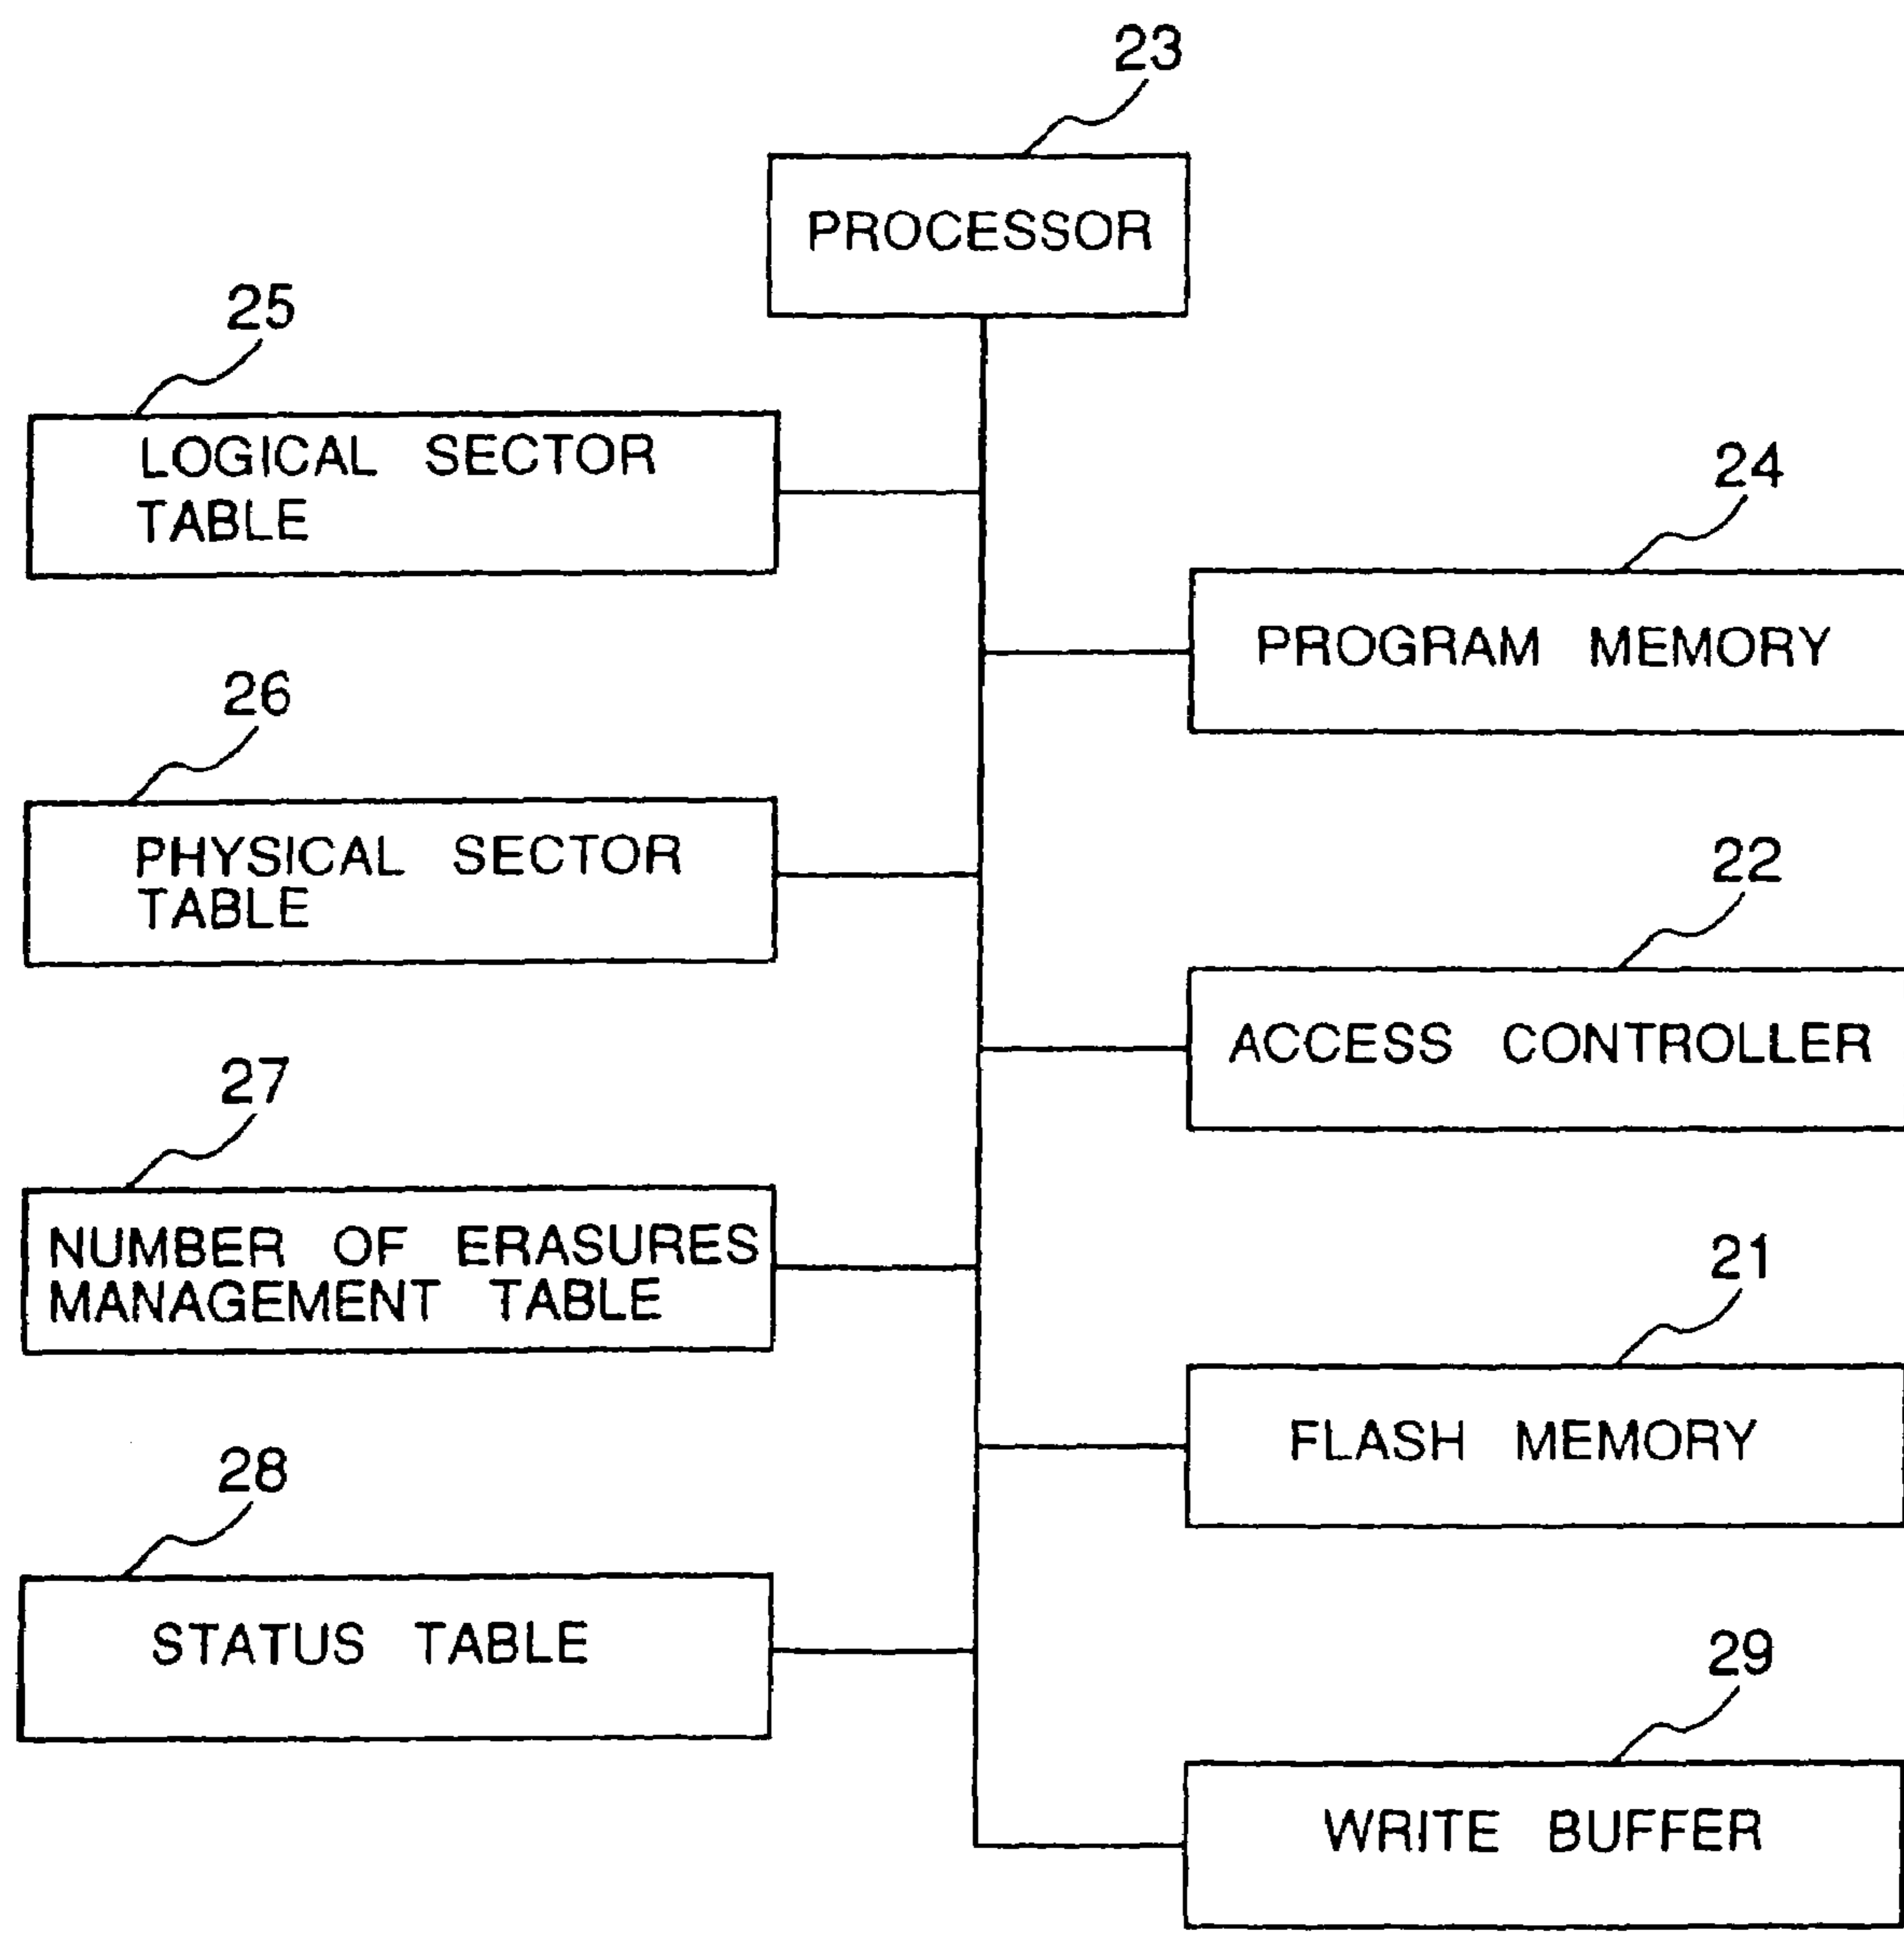 23
PROCESSOR
25
LOGICAL SECTOR
TABLE
24
PROGRAM MEMORY
26
PHYSICAL SECTOR
TABLE
22
ACCESS CONTROLLER
27
NUMBER OF ERASURES
MANAGEMENT TABLE
21
FLASH MEMORY
28
STATUS TABLE
29
WRITE BUFFER